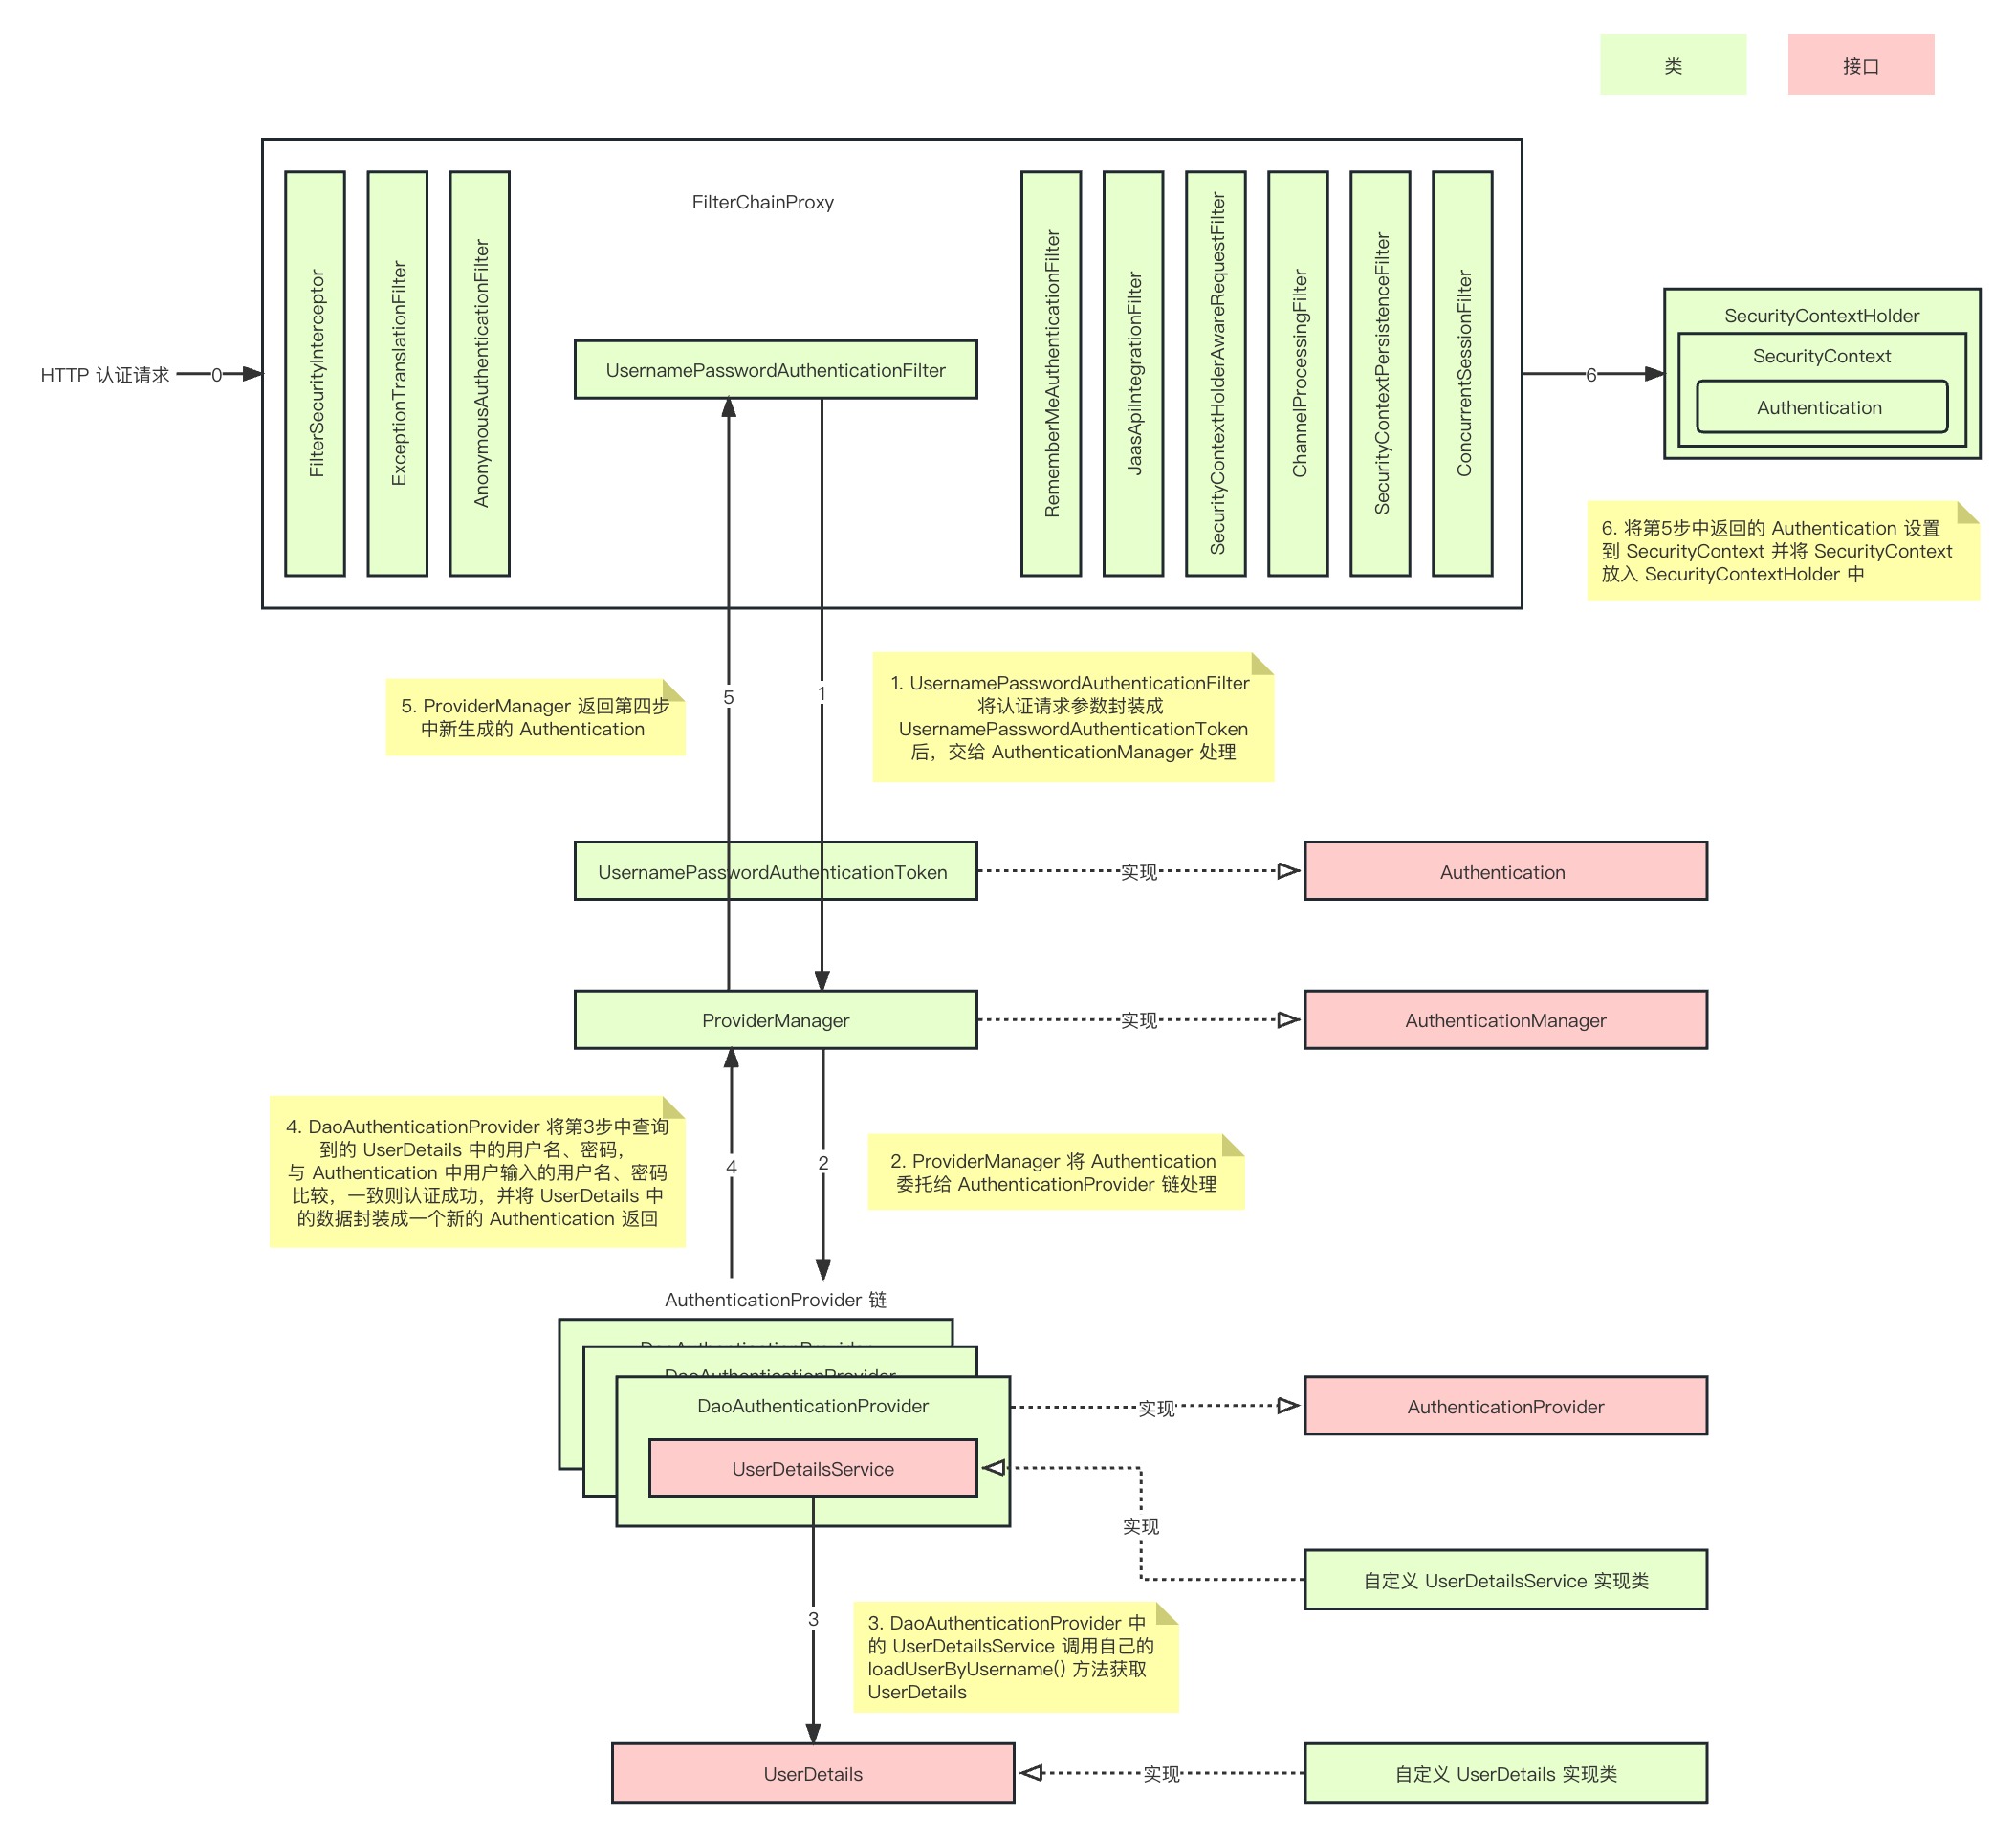 类
接口
FilterChainProxy
FilterSecurityInterceptor
ExceptionTranslationFilter
AnonymousAuthenticationFilter
UsernamePasswordAuthenticationFilter
RememberMeAuthenticationFilter
JaasApiIntegrationFilter
SecurityContextHolderAwareRequestFilter
ChannelProcessingFilter
SecurityContextPersistenceFilter
ConcurrentSessionFilter
HTTP 认证请求
0
6
SecurityContextHolder
SecurityContext
Authentication
6. 将第5步中返回的 Authentication 设置
到 SecurityContext 并将 SecurityContext
放入 SecurityContextHolder 中
5. ProviderManager 返回第四步
中新生成的 Authentication
5
1
1. UsernamePasswordAuthenticationFilter
将认证请求参数封装成
UsernamePasswordAuthenticationToken
后，交给 AuthenticationManager 处理
UsernamePasswordAuthenticationToken
实现
Authentication
ProviderManager
实现
AuthenticationManager
4. DaoAuthenticationProvider 将第3步中查询
到的 UserDetails 中的用户名、密码，
与 Authentication 中用户输入的用户名、密码
比较，一致则认证成功，并将 UserDetails 中
的数据封装成一个新的 Authentication 返回
4
2
2. ProviderManager 将 Authentication
委托给 AuthenticationProvider 链处理
AuthenticationProvider 链
DaoAuthenticationProvider
DaoAuthenticationProvider
DaoAuthenticationProvider
实现
AuthenticationProvider
UserDetailsService
实现
自定义 UserDetailsService 实现类
3
3. DaoAuthenticationProvider 中
的 UserDetailsService 调用自己的
loadUserByUsername() 方法获取
UserDetails
UserDetails
实现
自定义 UserDetails 实现类